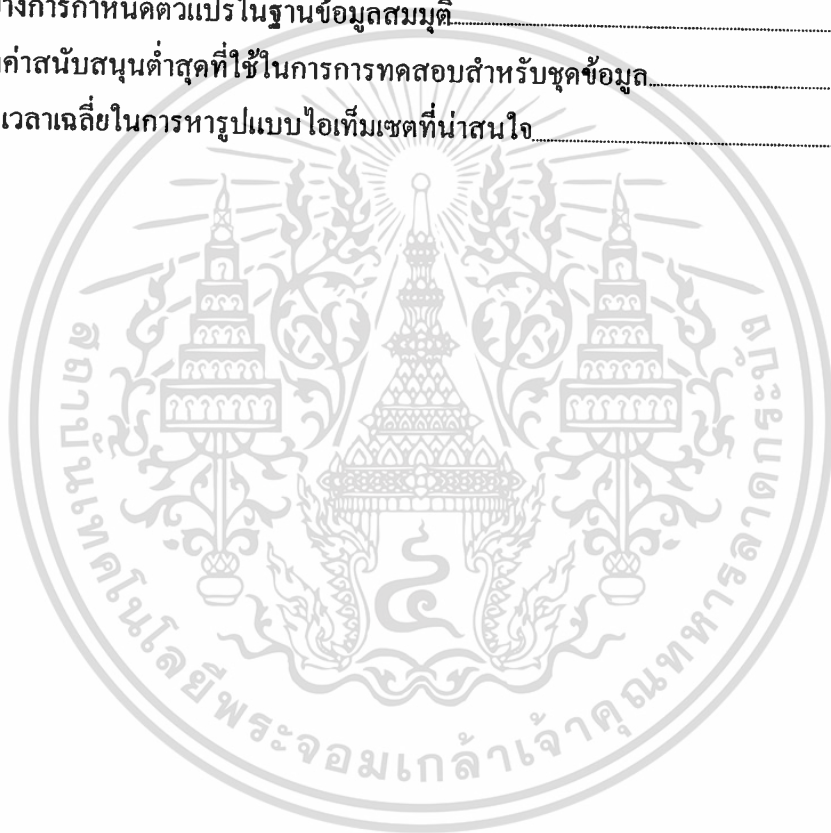 างการกำหนดตัวแปรในฐานข้อมูลสมมุติ
ค่าสนับสนุนต่ำสุดที่ใช้ในการการทดสอบสำหรับชุดข้อมูล
เวลาเฉลี่ยในการหารูปแบบไอเท็มเซตที่น่าสนใจ
สถาบันเทคโนโลยีพระจอมเกล้าเจ้าคุณทหารลาดกระบัง